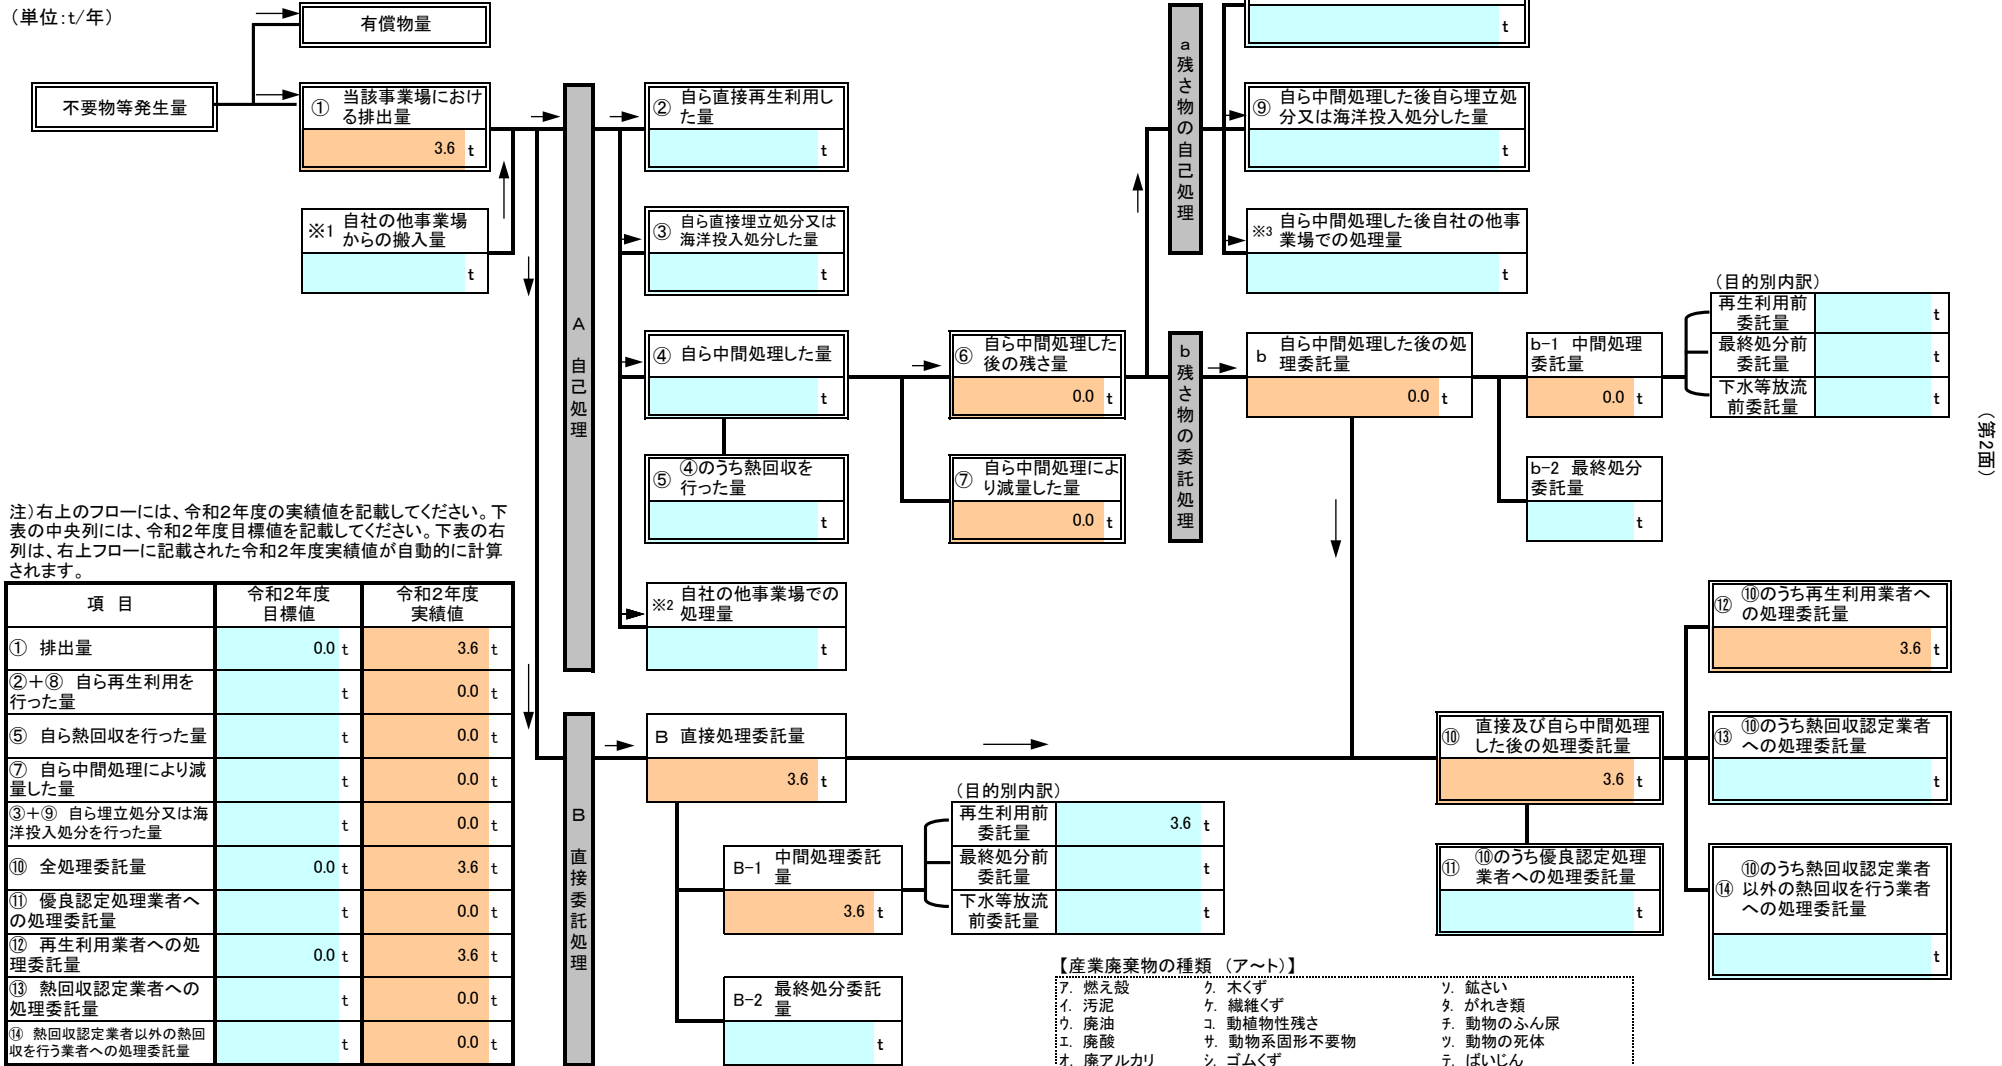 (単位:t/年)
有償物量
不要物等発生量
① 当該事業場におけ
る排出量
3.6 t
※1 自社の他事業場
からの搬入量
t
A 自己処理
② 自ら直接再生利用し
た量
t
③ 自ら直接埋立処分又は
海洋投入処分した量
t
④ 自ら中間処理した量
t
⑤ ④のうち熱回収を
行った量
t
※2 自社の他事業場での
処理量
t
⑥ 自ら中間処理した
後の残さ量
0.0 t
⑦ 自ら中間処理によ
り減量した量
0.0 t
a 残さ物の自己処理
t
⑨ 自ら中間処理した後自ら埋立処
分又は海洋投入処分した量
t
※3 自ら中間処理した後自社の他事
業場での処理量
t
b 残さ物の委託処理
b 自ら中間処理した後の処
理委託量
0.0 t
b-1 中間処理
委託量
0.0 t
b-2 最終処分
委託量
t
(目的別内訳)
再生利用前
委託量
t
最終処分前
委託量
t
下水等放流
前委託量
t
(第2面)
注)右上のフローには、令和2年度の実績値を記載してください。下
表の中央列には、令和2年度目標値を記載してください。下表の右
列は、右上フローに記載された令和2年度実績値が自動的に計算
されます。
項 目
令和2年度
目標値
令和2年度
実績値
① 排出量 0.0 t 3.6 t
②+⑧ 自ら再生利用を
行った量
t 0.0 t
⑤ 自ら熱回収を行った量 t 0.0 t
⑦ 自ら中間処理により減
量した量
t 0.0 t
③+⑨ 自ら埋立処分又は海
洋投入処分を行った量
t 0.0 t
⑩ 全処理委託量 0.0 t 3.6 t
⑪ 優良認定処理業者へ
の処理委託量
t 0.0 t
⑫ 再生利用業者への処
理委託量
0.0 t 3.6 t
⑬ 熱回収認定業者への
処理委託量
t 0.0 t
⑭ 熱回収認定業者以外の熱回
収を行う業者への処理委託量
t 0.0 t
B 直接委託処理
B 直接処理委託量
3.6 t
B-1 中間処理委託
量
3.6 t
B-2 最終処分委託
量
t
(目的別内訳)
再生利用前
委託量
3.6 t
最終処分前
委託量
t
下水等放流
前委託量
t
⑩ 直接及び自ら中間処理
した後の処理委託量
3.6 t
⑪ ⑩のうち優良認定処理
業者への処理委託量
t
⑫ ⑩のうち再生利用業者へ
の処理委託量
3.6 t
⑬ ⑩のうち熱回収認定業者
への処理委託量
t
⑭ ⑩のうち熱回収認定業者
以外の熱回収を行う業者
への処理委託量
t
【産業廃棄物の種類 (ア~ト)】
ア. 燃え殻 ク. 木くず ソ. 鉱さい
イ. 汚泥 ケ. 繊維くず タ. がれき類
ウ. 廃油 コ. 動植物性残さ チ. 動物のふん尿
エ. 廃酸 サ. 動物系固形不要物 ツ. 動物の死体
オ. 廃アルカリ シ. ゴムくず テ. ばいじん